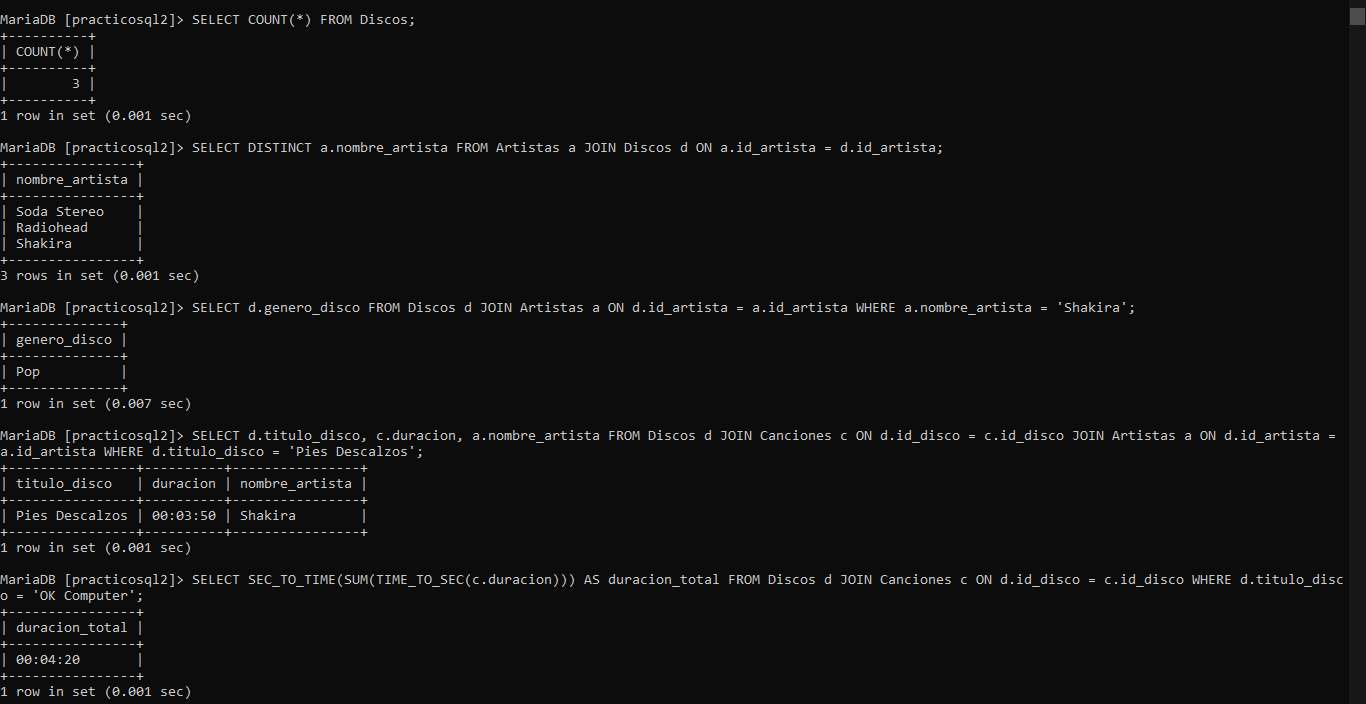 MariaDB [practicosql2]> SELECT COUNT(*) FROM Discos;
+----------+
| COUNT(*) |
+----------+
|        3 |
+----------+
1 row in set (0.001 sec)

MariaDB [practicosql2]> SELECT DISTINCT a.nombre_artista FROM Artistas a JOIN Discos d ON a.id_artista = d.id_artista;
+----------------+
| nombre_artista |
+----------------+
| Soda Stereo    |
| Radiohead      |
| Shakira        |
+----------------+
3 rows in set (0.001 sec)

MariaDB [practicosql2]> SELECT d.genero_disco FROM Discos d JOIN Artistas a ON d.id_artista = a.id_artista WHERE a.nombre_artista = 'Shakira';
+--------------+
| genero_disco |
+--------------+
| Pop          |
+--------------+
1 row in set (0.007 sec)

MariaDB [practicosql2]> SELECT d.titulo_disco, c.duracion, a.nombre_artista FROM Discos d JOIN Canciones c ON d.id_disco = c.id_disco JOIN Artistas a ON d.id_artista =
a.id_artista WHERE d.titulo_disco = 'Pies Descalzos';
+----------------+----------+----------------+
| titulo_disco   | duracion | nombre_artista |
+----------------+----------+----------------+
| Pies Descalzos | 00:03:50 | Shakira        |
+----------------+----------+----------------+
1 row in set (0.001 sec)

MariaDB [practicosql2]> SELECT SEC_TO_TIME(SUM(TIME_TO_SEC(c.duracion))) AS duracion_total FROM Discos d JOIN Canciones c ON d.id_disco = c.id_disco WHERE d.titulo_disc
o = 'OK Computer';
+----------------+
| duracion_total |
+----------------+
| 00:04:20       |
+----------------+
1 row in set (0.001 sec)